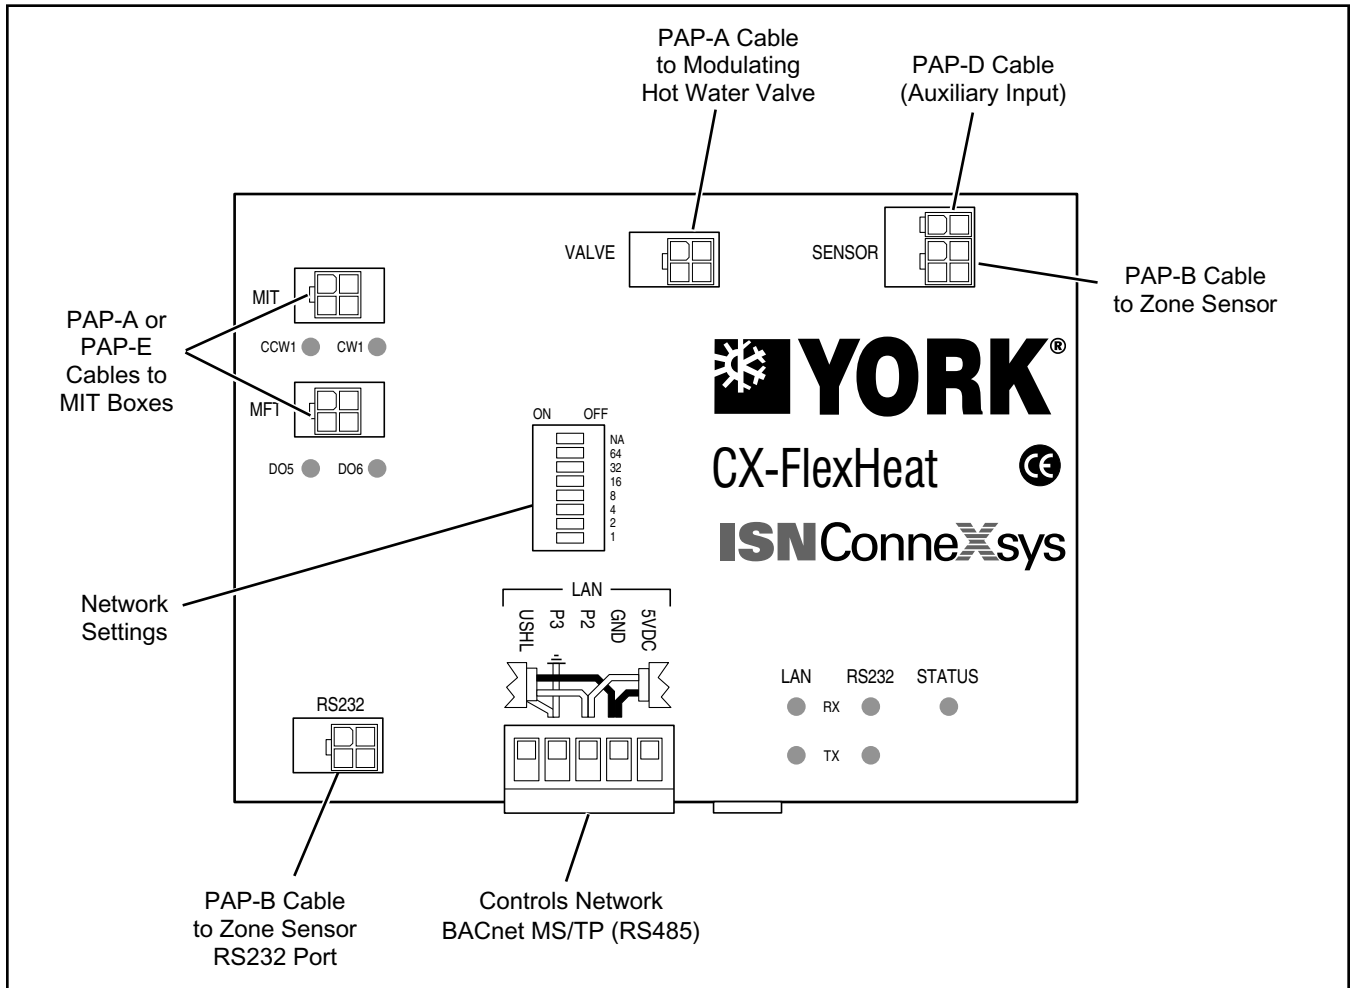 PAP-A Cable
to Modulating
Hot Water Valve
PAP-D Cable
(Auxiliary Input)
VALVE
SENSOR
PAP-B Cable
to Zone Sensor
MIT
CCW1 CW1
PAP-A or
PAP-E
Cables to
MIT Boxes
MFT
DO5 DO6
ON OFF
NA
64
32
16
8
4
2
1
YORK®
CX-FlexHeat CE
ISNConneXsys
Network
Settings
LAN
USHL P3 P2 GND 5VDC
LAN RS232 STATUS
RX
TX
RS232
PAP-B Cable
to Zone Sensor
RS232 Port
Controls Network
BACnet MS/TP (RS485)